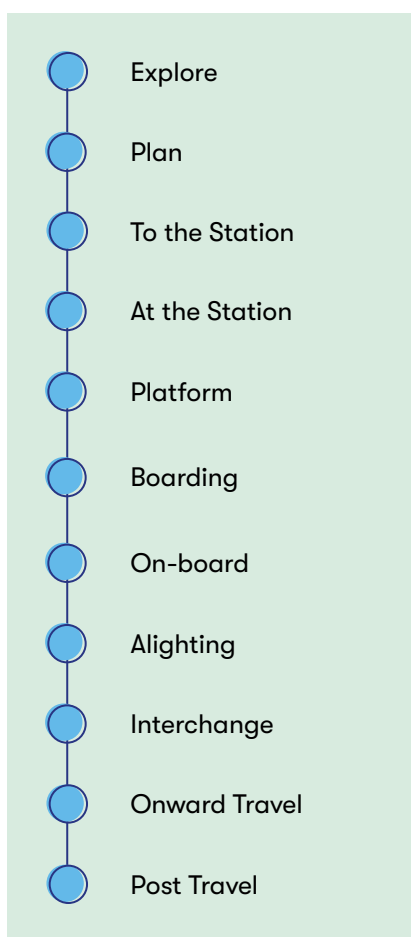 Explore
Plan
To the Station
At the Station
Platform
Boarding
On-board
Alighting
Interchange
Onward Travel
Post Travel